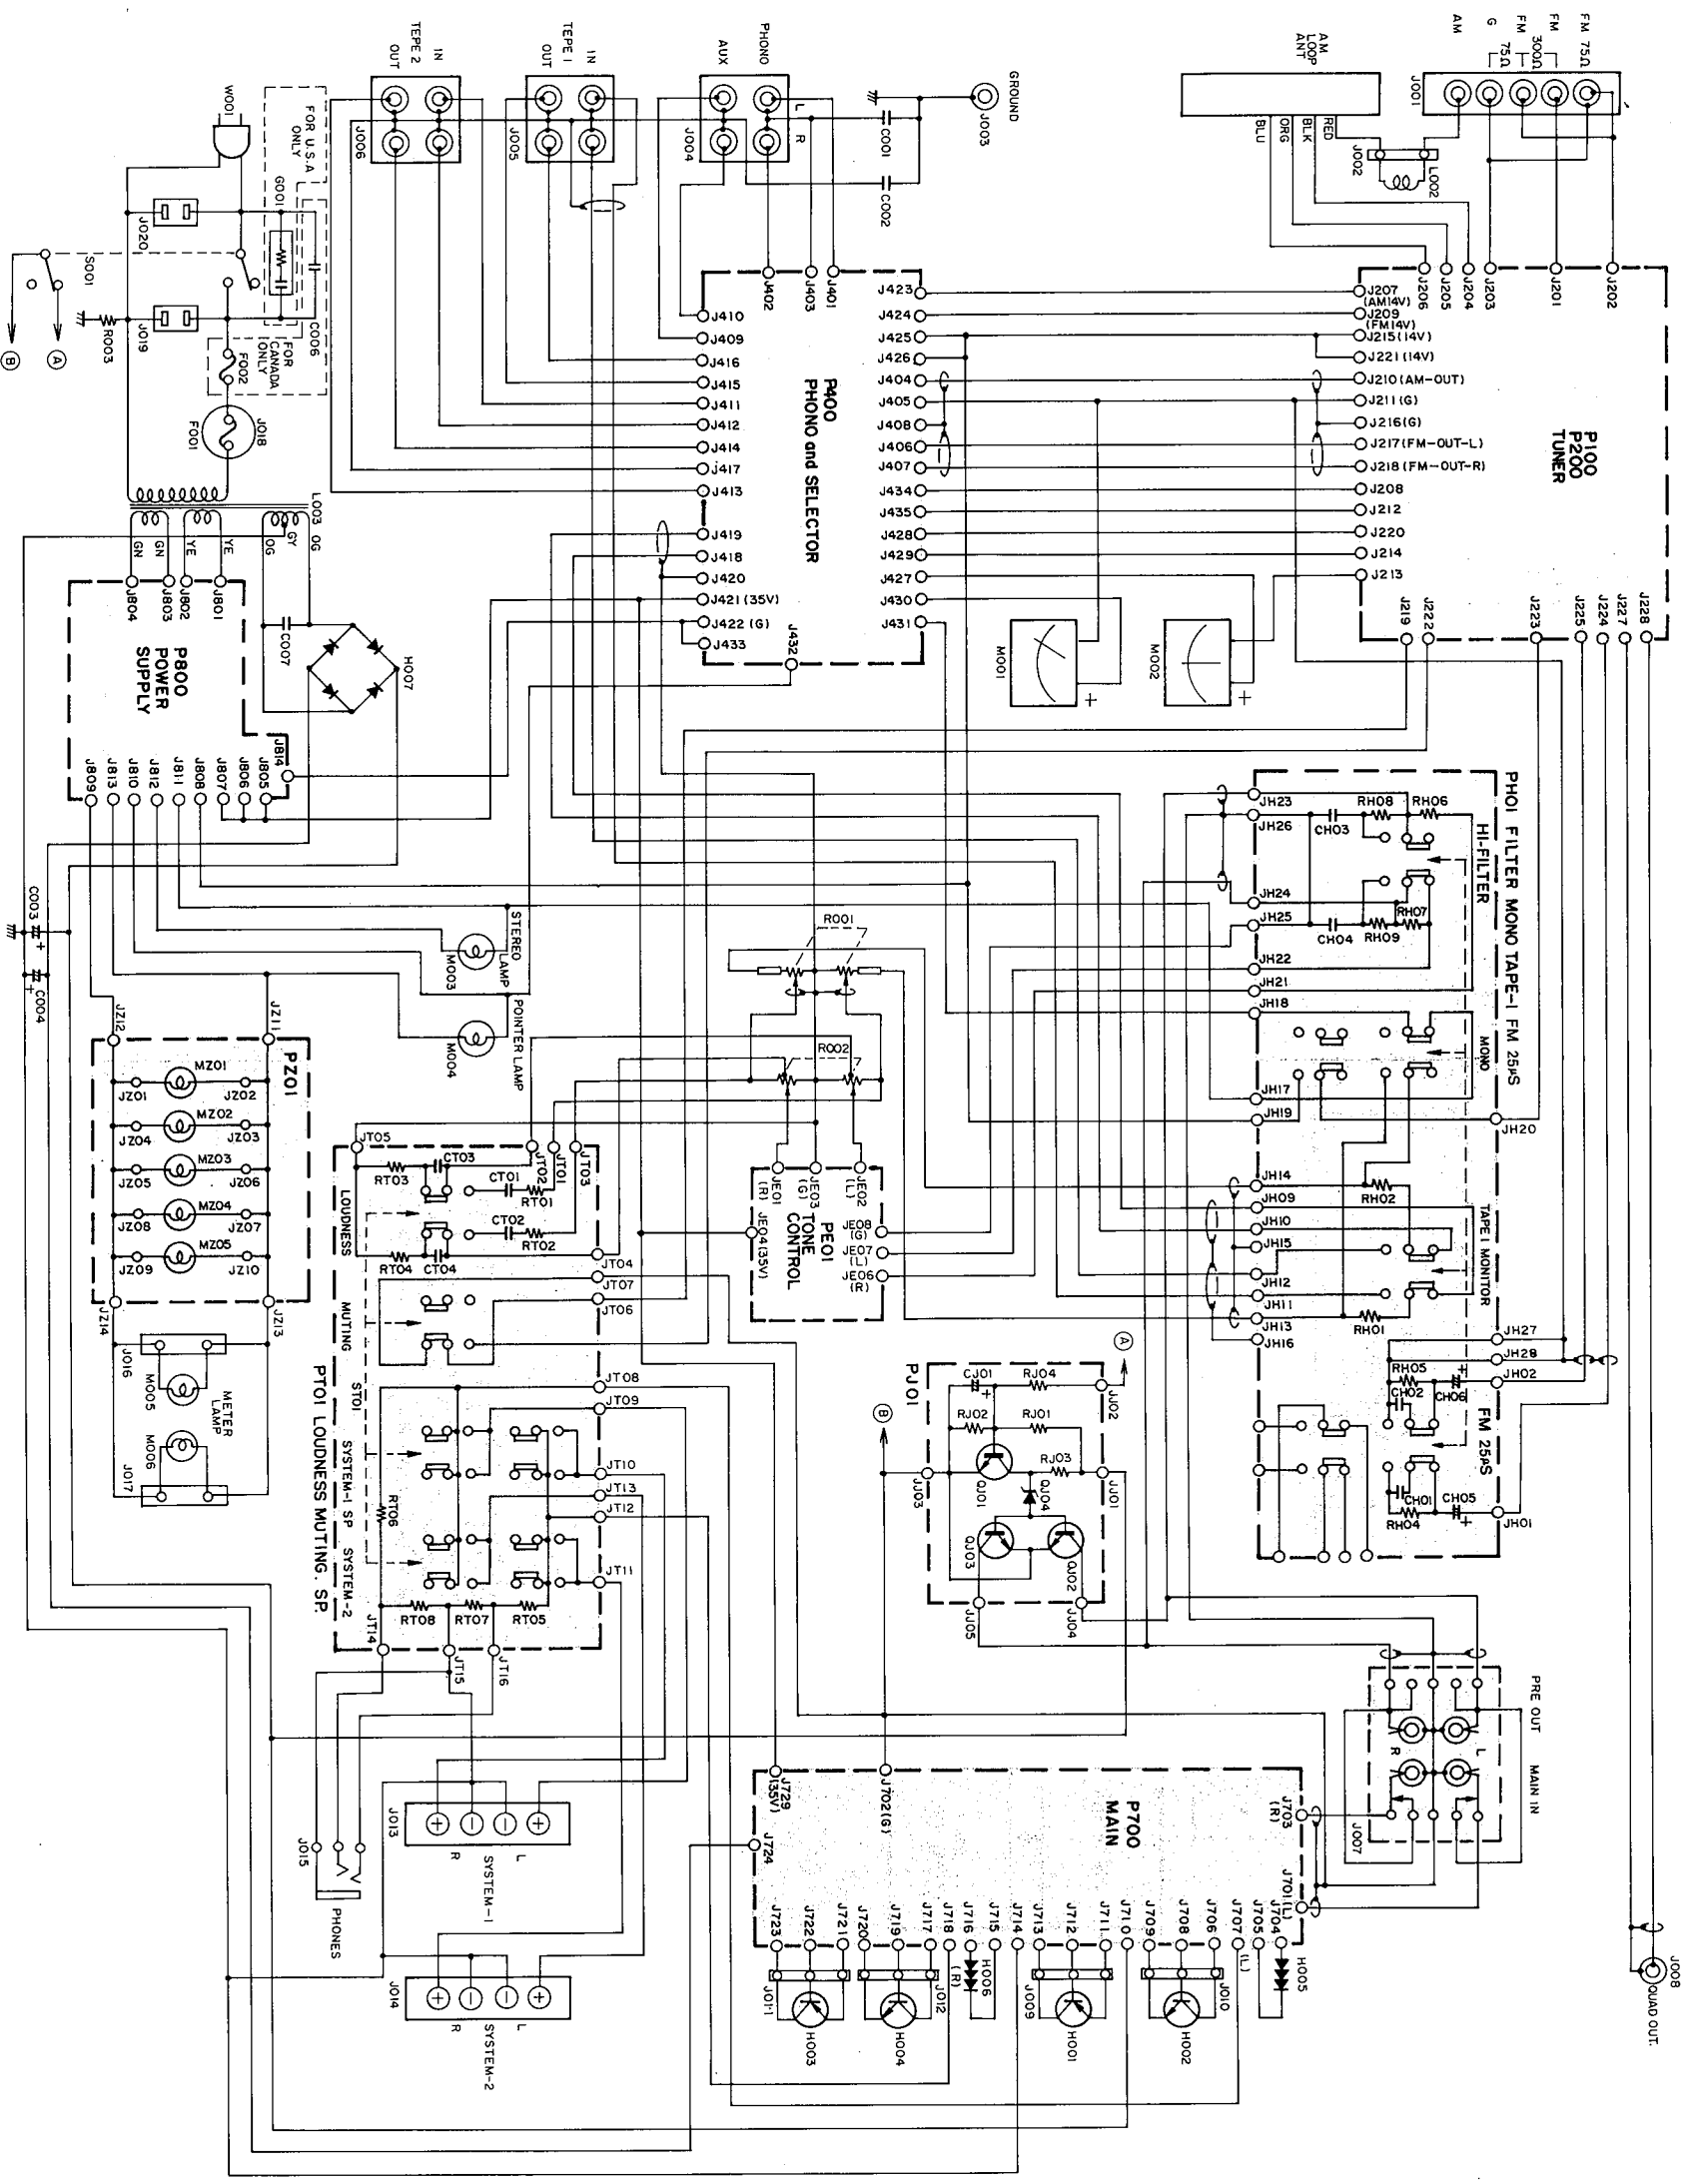 FM 75Ω
FM
300Ω
FM
75Ω
G
AM
J001
AM
LOOP
ANT
RED
BLK
ORG
BLU
J002
L002
GROUND
J003
C001
C002
PHONO
AUX
L
R
J004
TEPE 1
IN
OUT
J005
TEPE 2
IN
OUT
J006
W001
FOR U.S.A
ONLY
G001
J020
S001
C006
J019
R003
FOR
CANADA
ONLY
F002
J018
F001
L003
OG
GY
OG
YE
YE
GN
GN
A
B
J202
J201
J203
J204
J205
J206
J207
(AM14V)
J209
(FM14V)
J215(14V)
J221(14V)
J210(AM-OUT)
J211(G)
J216(G)
J217(FM-OUT-L)
J218(FM-OUT-R)
J208
J212
J220
J214
J213
P100
P200
TUNER
J219
J222
J223
J225
J224
J227
J228
J401
J403
J402
J423
J424
J425
J426
J404
J405
J408
J406
J407
J434
J435
J428
J429
J427
J430
J431
J410
J409
J416
J415
J411
J412
J414
J417
J413
J419
J418
J420
J421(35V)
J422(G)
J433
J432
P400
PHONO and SELECTOR
M001
+
M002
+
J801
J802
J803
J804
C007
H007
P800
POWER
SUPPLY
J814
J805
J806
J807
J808
J811
J812
J810
J813
J809
C003
+
C004
+
STEREO
LAMP
M003
POINTER LAMP
M004
R001
R002
PH01 FILTER MONO TAPE-1 FM 25μS
HI-FILTER
JH23
JH26
CH03
RH08
RH06
JH24
JH25
CH04
RH09
RH07
JH22
JH21
JH18
MONO
JH17
JH19
JH20
JH14
JH09
RH02
JH10
JH15
JH12
JH11
JH13
JH16
RH01
TAPE 1 MONITOR
JH27
JH28
JH02
RH05
CH02
CH06
+
FM 25μS
CH01
RH04
CH05
+
JH01
JZ12
JZ11
PZ01
MZ01
JZ01
JZ02
MZ02
JZ04
JZ03
MZ03
JZ05
JZ06
MZ04
JZ08
JZ07
MZ05
JZ09
JZ10
JZ14
JZ13
J016
M005
METER
LAMP
M006
J017
JT05
JT02
JT01
JT03
CT03
RT03
CT01
RT01
CT02
RT02
RT04
CT04
JT04
JT07
JT06
LOUDNESS
MUTING
ST01
SYSTEM-1 SP
SYSTEM-2
PT01 LOUDNESS MUTING. SP.
JT08
JT09
JT10
JT13
JT12
JT11
RT06
RT08
RT07
RT05
JT14
JT15
JT16
JE01
(R)
JE03
(G)
JE02
(L)
PE01
TONE
CONTROL
JE04(35V)
JE08
(G)
JE07
(L)
JE06
(R)
A
B
PJ01
CJ01
+
RJ04
JJ02
RJ02
RJ01
RJ03
QJ01
QJ04
JJ01
JJ03
QJ03
QJ02
JJ05
JJ04
PRE OUT
MAIN IN
R
L
J007
J008
QUAD OUT.
J729
(35V)
J702(G)
P700
MAIN
J703
(R)
J701(L)
J724
J723
J722
J721
J720
J719
J717
J718
J716
(R)
J715
J714
J713
J712
J711
J710
J709
J708
J706
J707
(L)
J705
J704
J011
H003
J012
H004
H006
J009
H001
J010
H002
H005
J013
+
−
−
+
R
L
SYSTEM-1
J015
PHONES
J014
+
−
−
+
R
L
SYSTEM-2